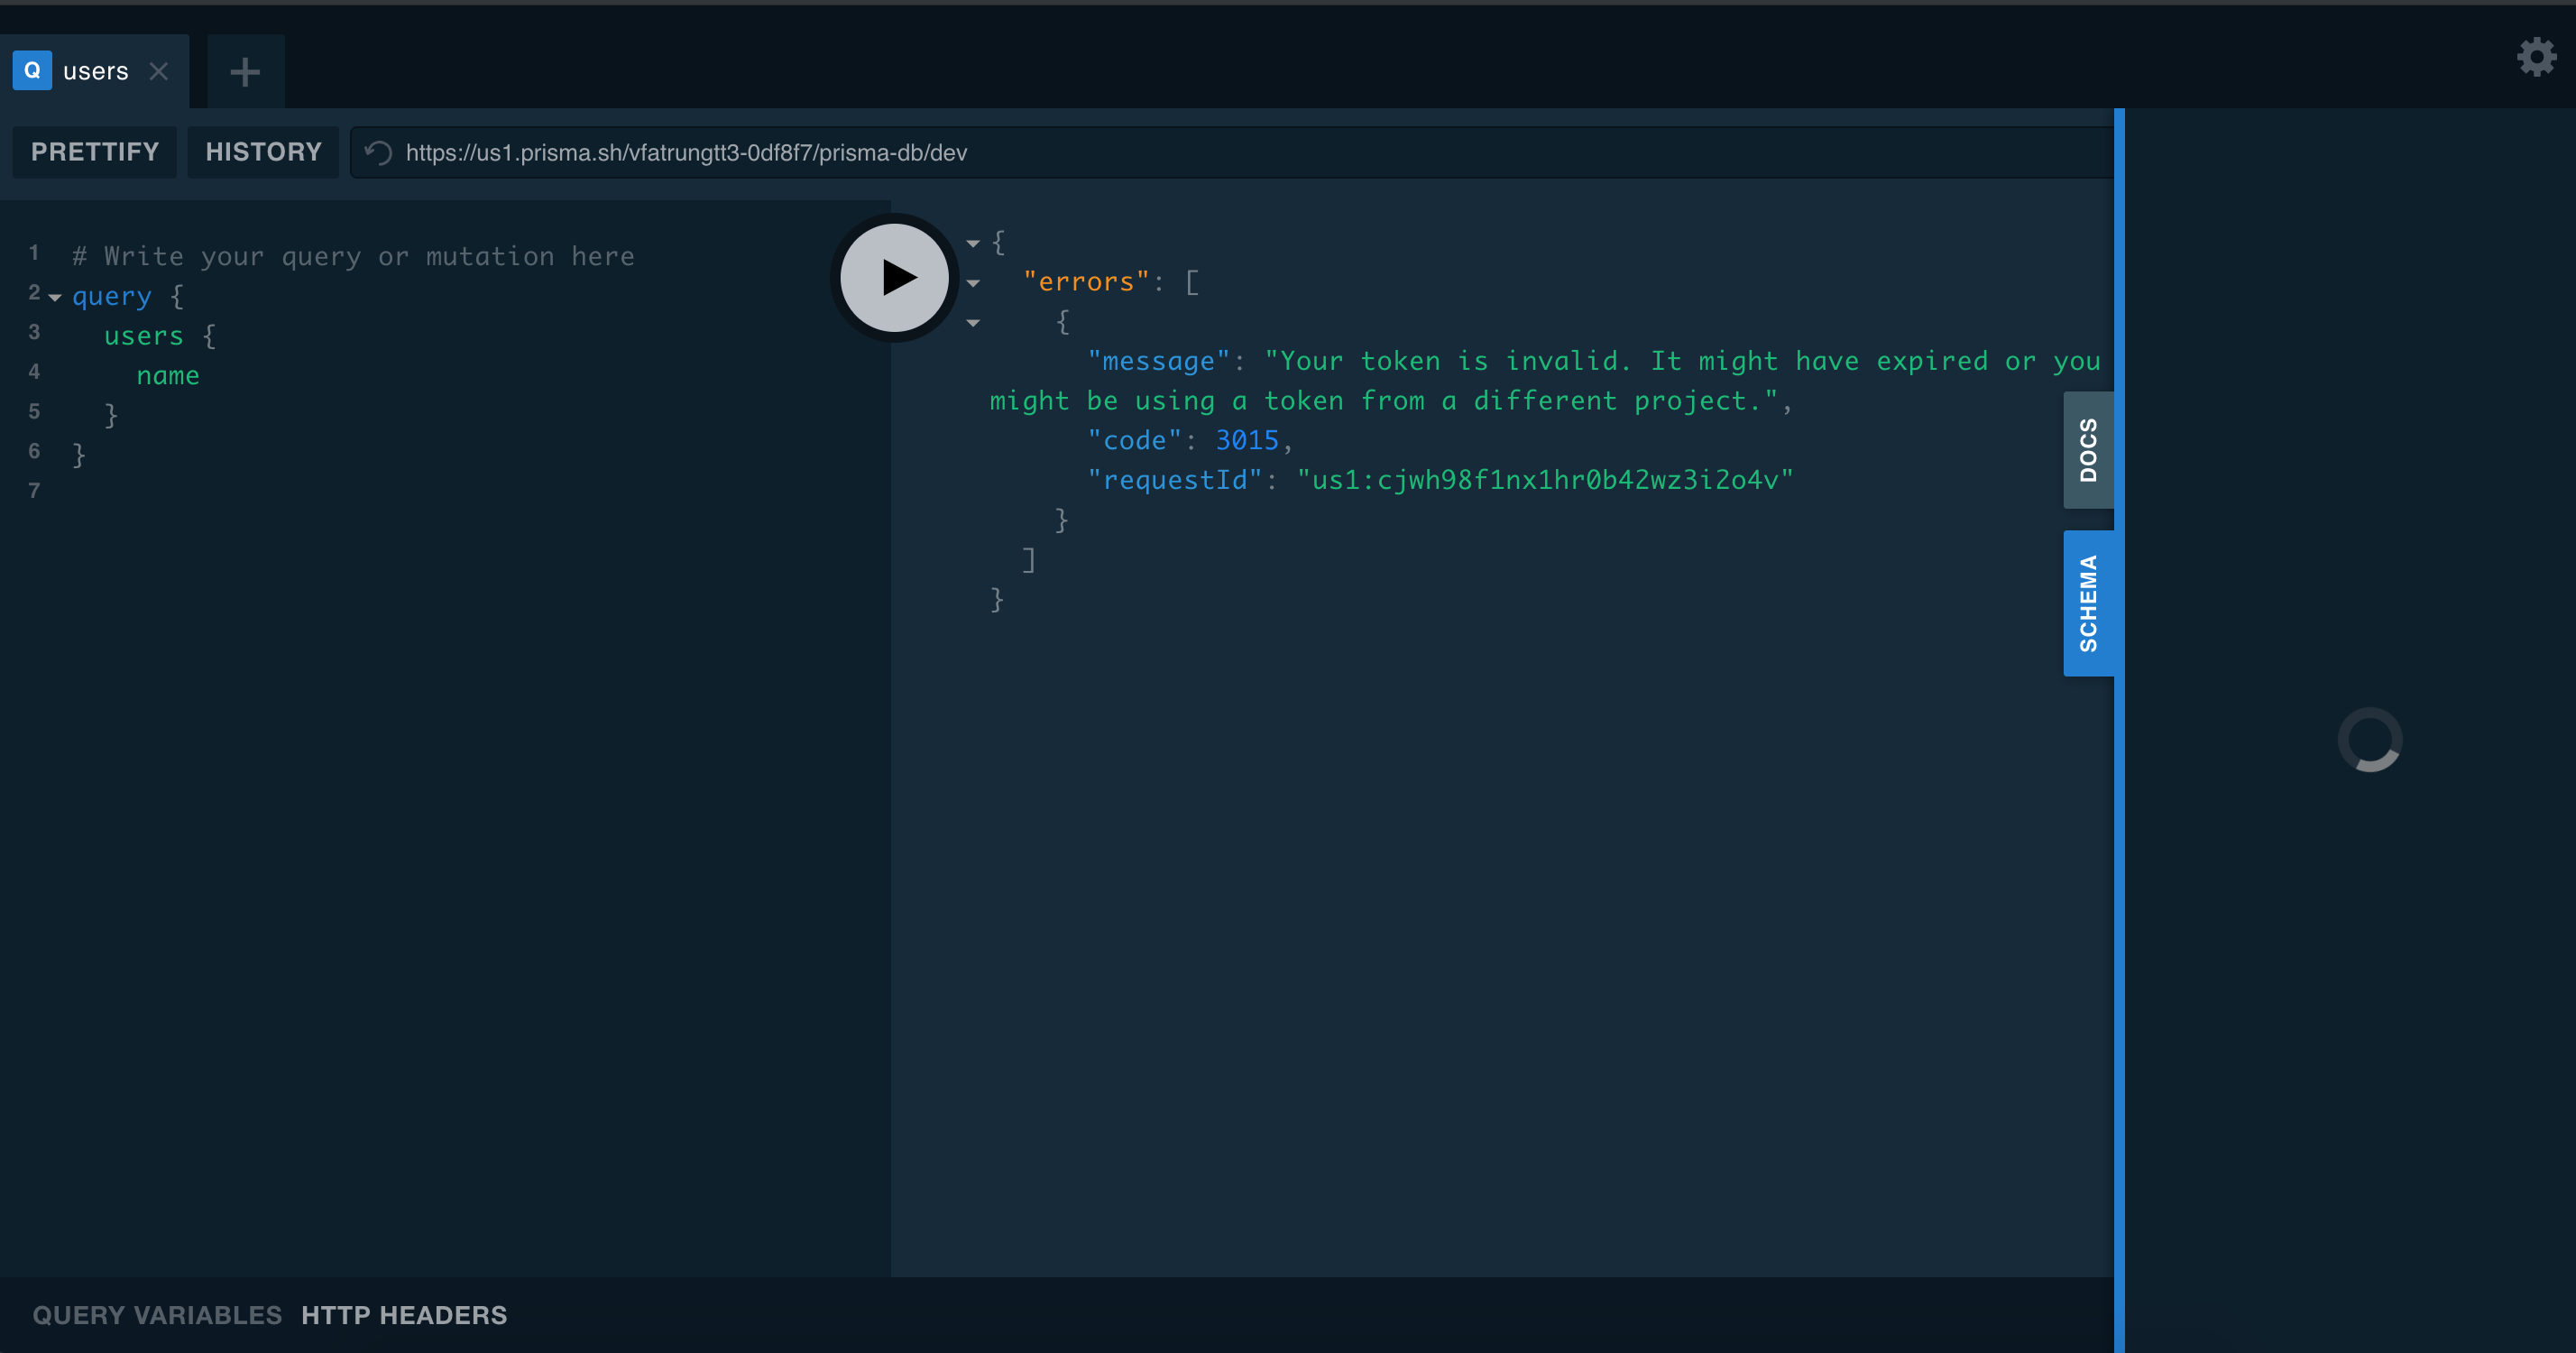 Q users
PRETTIFY HISTORY https://us1.prisma.sh/vfatrungtt3-0df8f7/prisma-db/dev
1 # Write your query or mutation here
2 query {
3 users {
4 name
5 }
6 }
7
{
"errors": [
{
"message": "Your token is invalid. It might have expired or you
might be using a token from a different project.",
"code": 3015,
"requestId": "us1:cjwh98f1nx1hr0b42wz3i2o4v"
}
]
}
DOCS
SCHEMA
QUERY VARIABLES HTTP HEADERS